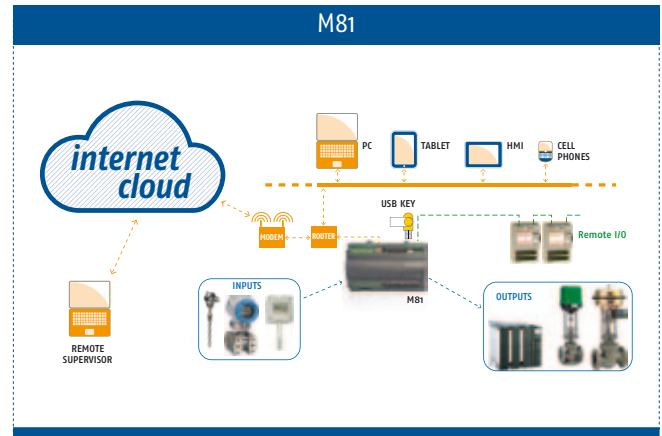 M81
internet
cloud
PC
TABLET
HMI
CELL
PHONES
USB KEY
MODEM
ROUTER
Remote I/O
INPUTS
M81
OUTPUTS
REMOTE
SUPERVISOR